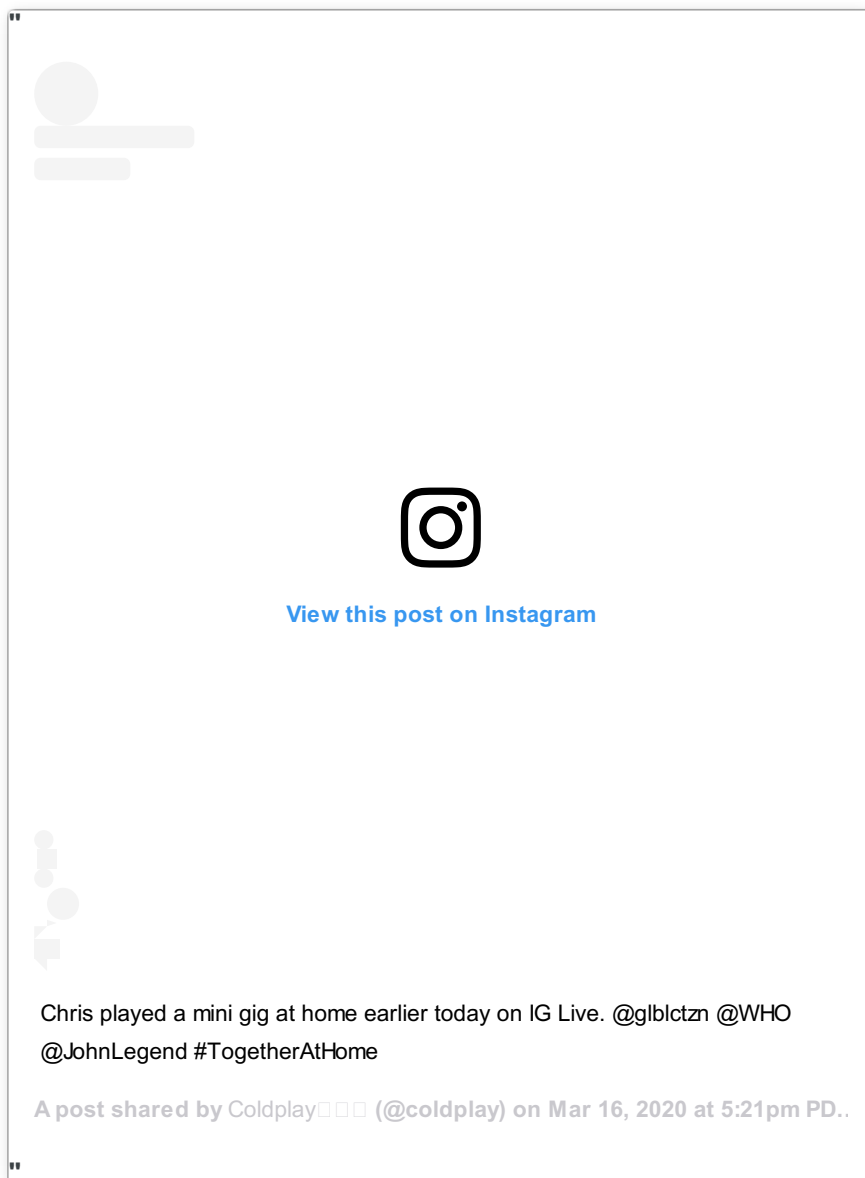 "
View this post on Instagram
Chris played a mini gig at home earlier today on IG Live. @glblctzn @WHO
@JohnLegend #TogetherAtHome
A post shared by Coldplay□□□ (@coldplay) on Mar 16, 2020 at 5:21pm PD..
"